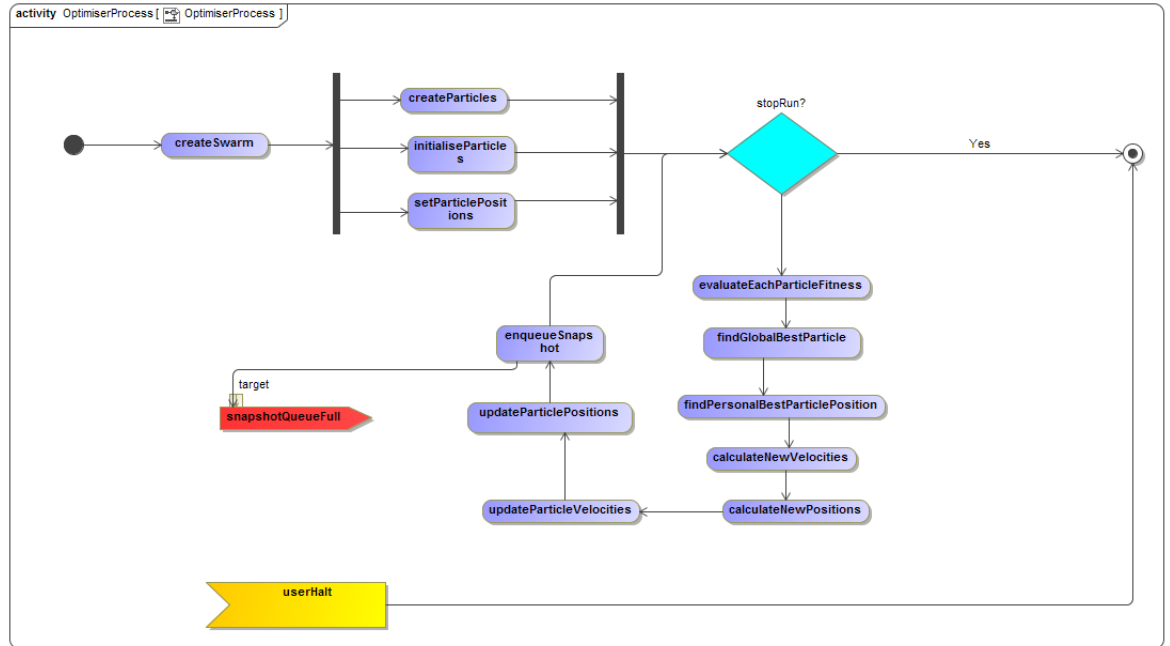 activity OptimiserProcess [ OptimiserProcess ]
createParticles
stopRun?
createSwarm
initialiseParticle
s
Yes
setParticlePosit
ions
evaluateEachParticleFitness
enqueueSnaps
hot
findGlobalBestParticle
target
snapshotQueueFull
updateParticlePositions
findPersonalBestParticlePosition
calculateNewVelocities
updateParticleVelocities
calculateNewPositions
userHalt